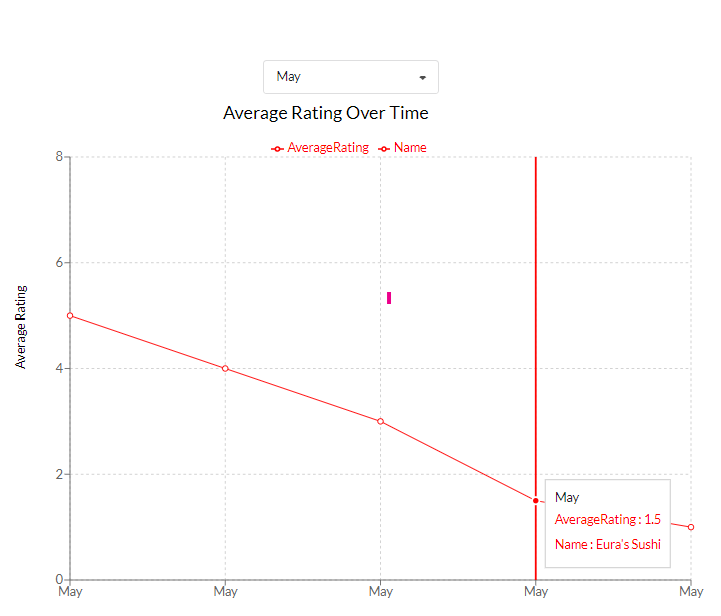 May
Average Rating Over Time
AverageRating Name
8
6
4
2
0
Average Rating
May
AverageRating : 1.5
Name : Eura's Sushi
May May May May May